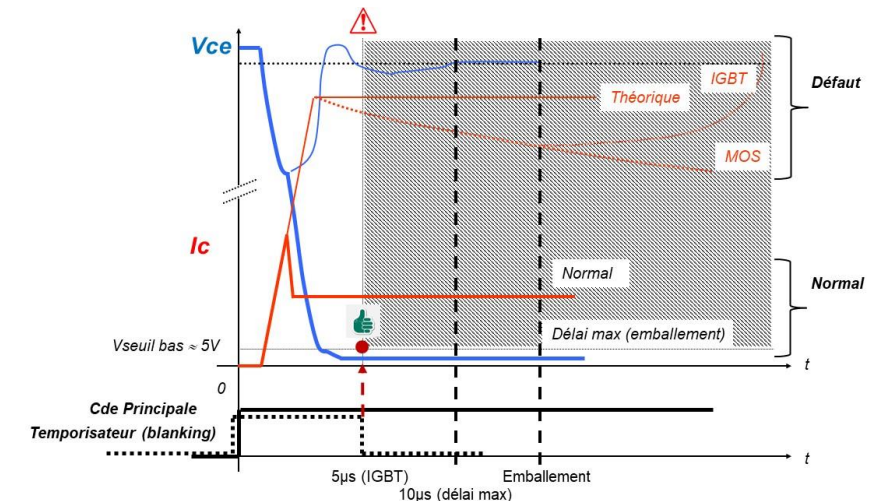 Vce
IGBT
Défaut
Théorique
MOS
Ic
Normal
Normal
Vseuil bas ≈ 5V
Délai max (emballement)
t
0
Cde Principale
Temporisateur (blanking)
t
5µs (IGBT)
Emballement
10µs (délai max)